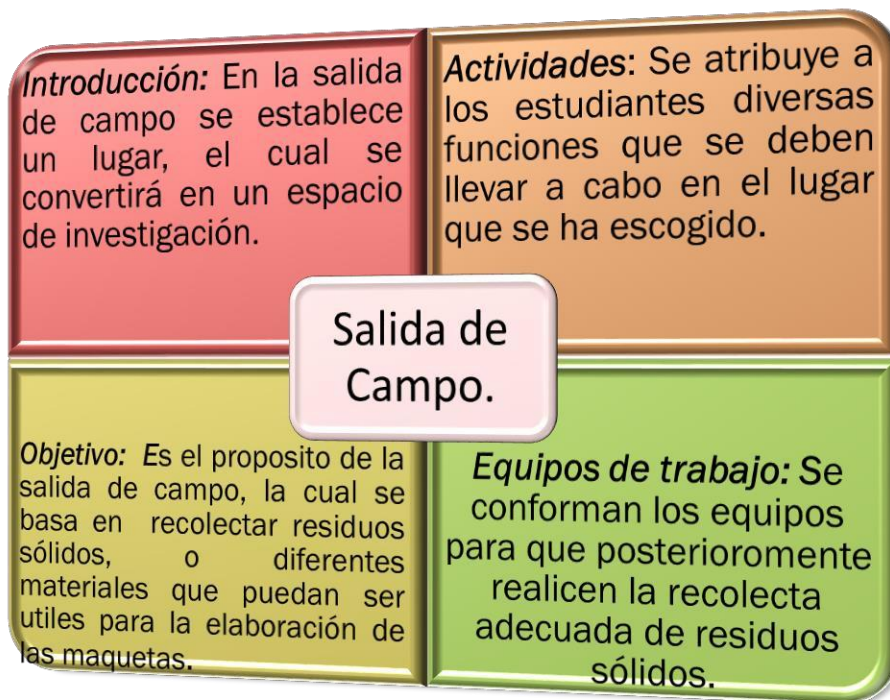 Introducción: En la salida
de campo se establece
un lugar, el cual se
convertirá en un espacio
de investigación.
Actividades: Se atribuye a
los estudiantes diversas
funciones que se deben
llevar a cabo en el lugar
que se ha escogido.
Salida de
Campo.
Objetivo: Es el proposito de la
salida de campo, la cual se
basa en recolectar residuos
sólidos, o diferentes
materiales que puedan ser
utiles para la elaboración de
las maquetas.
Equipos de trabajo: Se
conforman los equipos
para que posterioromente
realicen la recolecta
adecuada de residuos
sólidos.